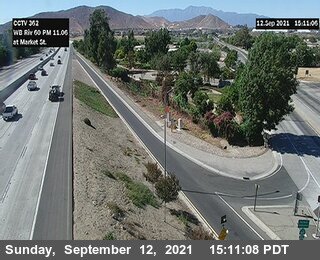 CCTV 362
WB Riv 60 PM 11.06
at Market St.
12 Sep 2021 15:11:06
Sunday, September 12, 2021 15:11:08 PDT